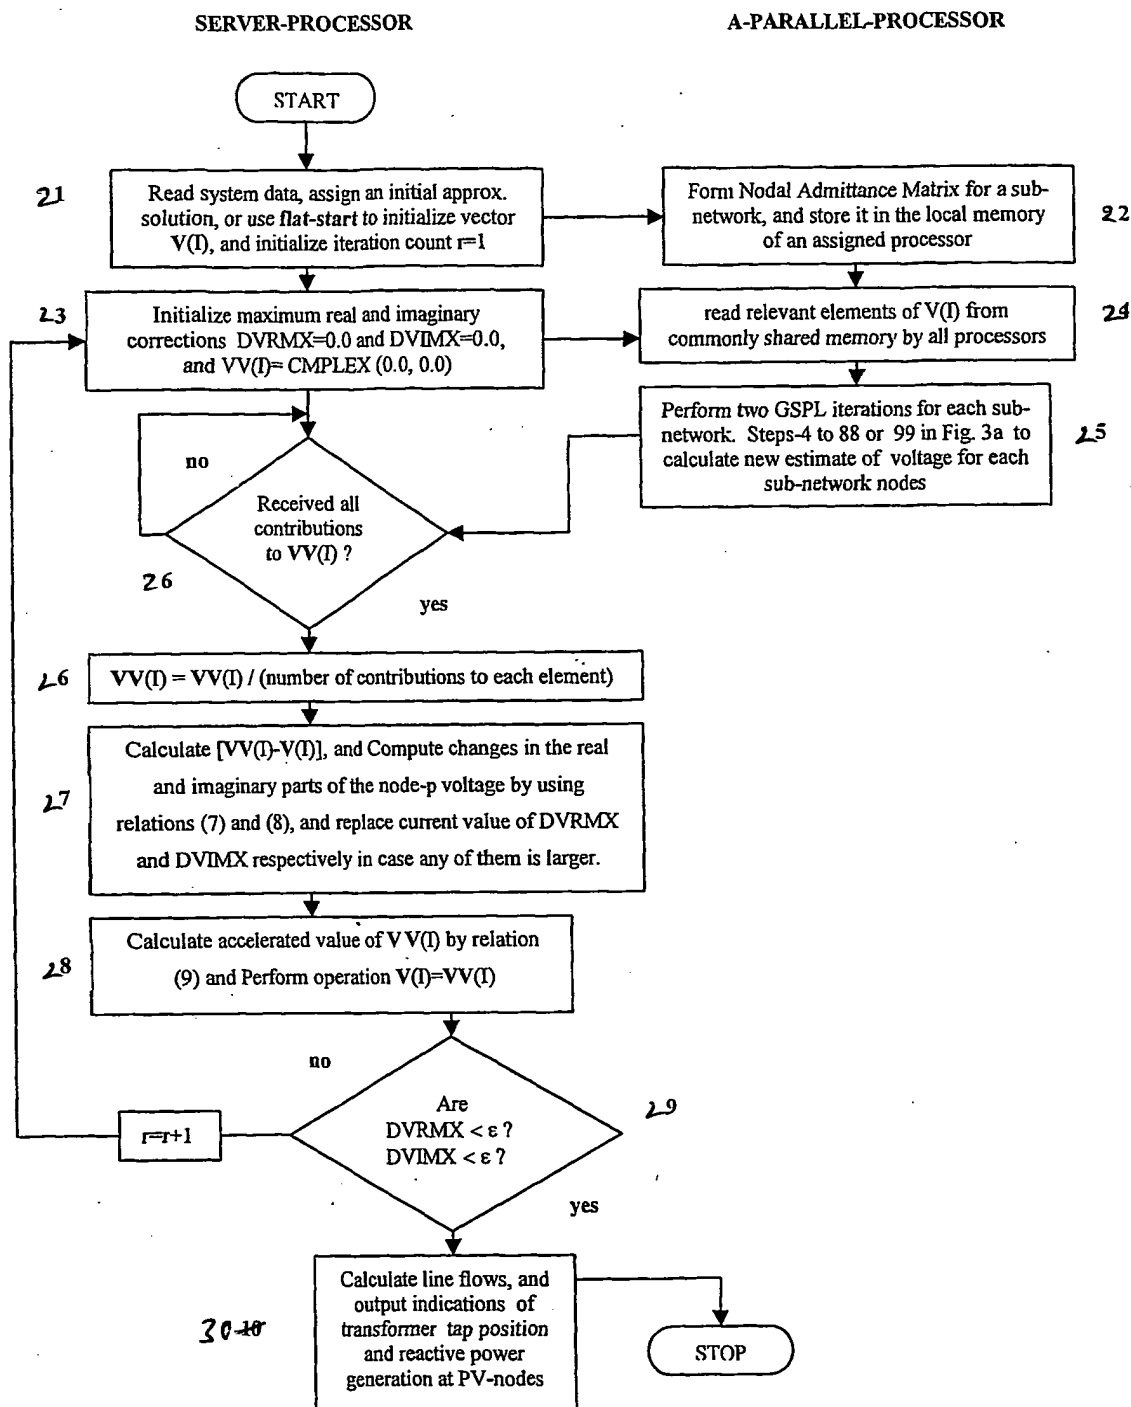 SERVER-PROCESSOR
A-PARALLEL-PROCESSOR
START
21
Read system data, assign an initial approx.
solution, or use flat-start to initialize vector
V(I), and initialize iteration count r=1
Form Nodal Admittance Matrix for a sub-
network, and store it in the local memory
of an assigned processor
22
23
Initialize maximum real and imaginary
corrections DVRMX=0.0 and DVIMX=0.0,
and VV(I)= CMPLEX (0.0, 0.0)
read relevant elements of V(I) from
commonly shared memory by all processors
24
Perform two GSPL iterations for each sub-
network. Steps-4 to 88 or 99 in Fig. 3a to
calculate new estimate of voltage for each
sub-network nodes
25
no
Received all
contributions
to VV(I) ?
26
yes
26
VV(I) = VV(I) / (number of contributions to each element)
27
Calculate [VV(I)-V(I)], and Compute changes in the real
and imaginary parts of the node-p voltage by using
relations (7) and (8), and replace current value of DVRMX
and DVIMX respectively in case any of them is larger.
28
Calculate accelerated value of VV(I) by relation
(9) and Perform operation V(I)=VV(I)
no
r=r+1
Are
DVRMX < ε ?
DVIMX < ε ?
29
yes
30 10
Calculate line flows, and
output indications of
transformer tap position
and reactive power
generation at PV-nodes
STOP